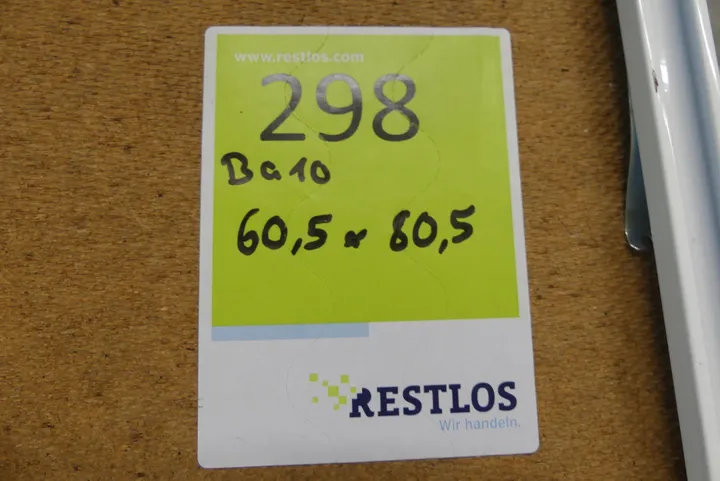 www.restlos.com
298
Ba10
60,5 x 80,5
RESTLOS
Wir handeln.